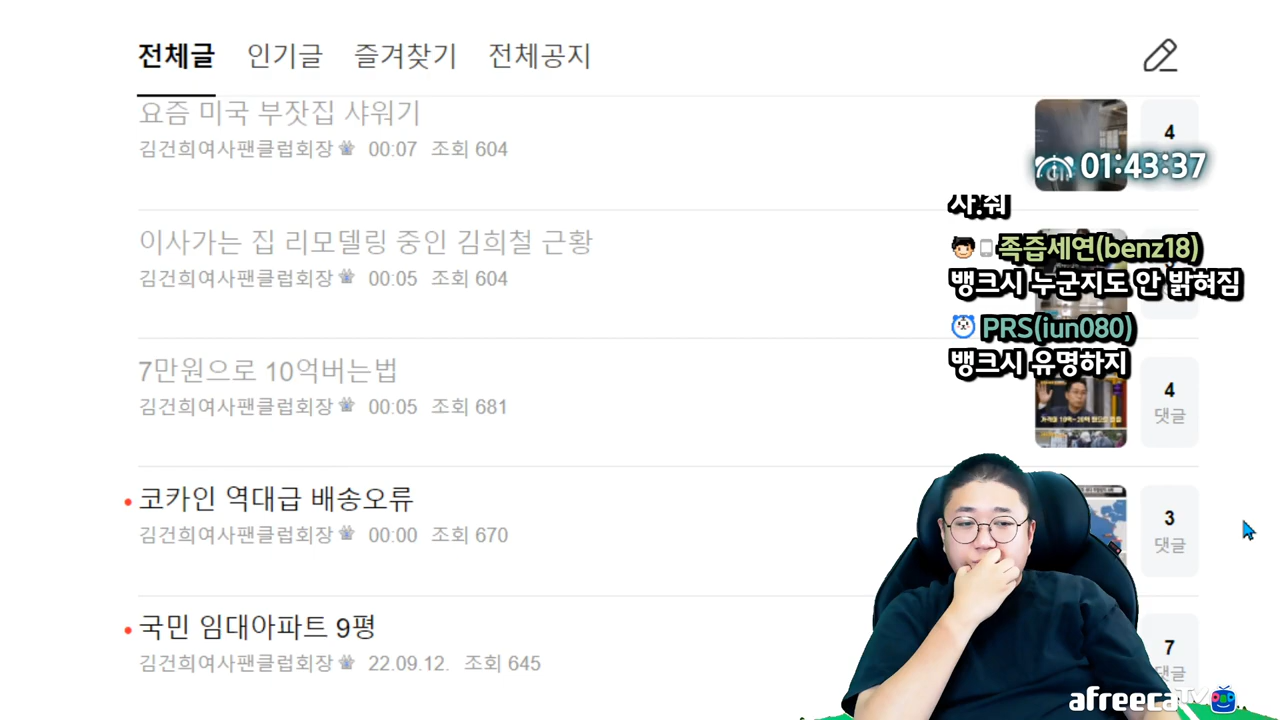 전체글 인기글 즐겨찾기 전체공지
요즘 미국 부잣집 샤워기
김건희여사팬클럽회장 00:07 조회 604
4
01:43:37
이사가는 집 리모델링 중인 김희철 근황
김건희여사팬클럽회장 00:05 조회 604
사.줘
족즙세연(benz18)
뱅크시 누군지도 안 밝혀짐
PRS(iun080)
뱅크시 유명하지
7만원으로 10억버는법
김건희여사팬클럽회장 00:05 조회 681
4
댓글
코카인 역대급 배송오류
김건희여사팬클럽회장 00:00 조회 670
3
댓글
국민 임대아파트 9평
김건희여사팬클럽회장 22.09.12. 조회 645
7
댓글
afreecaTV